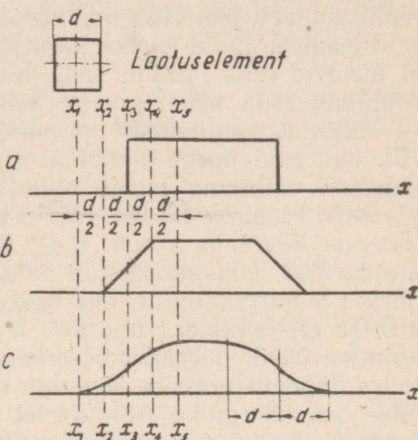 d
Laotuselement
x₁ x₂ x₃ x₄ x₅
a
x
d/2 d/2 d/2 d/2
b
x
c
d d
x
x₁ x₂ x₃ x₄ x₅